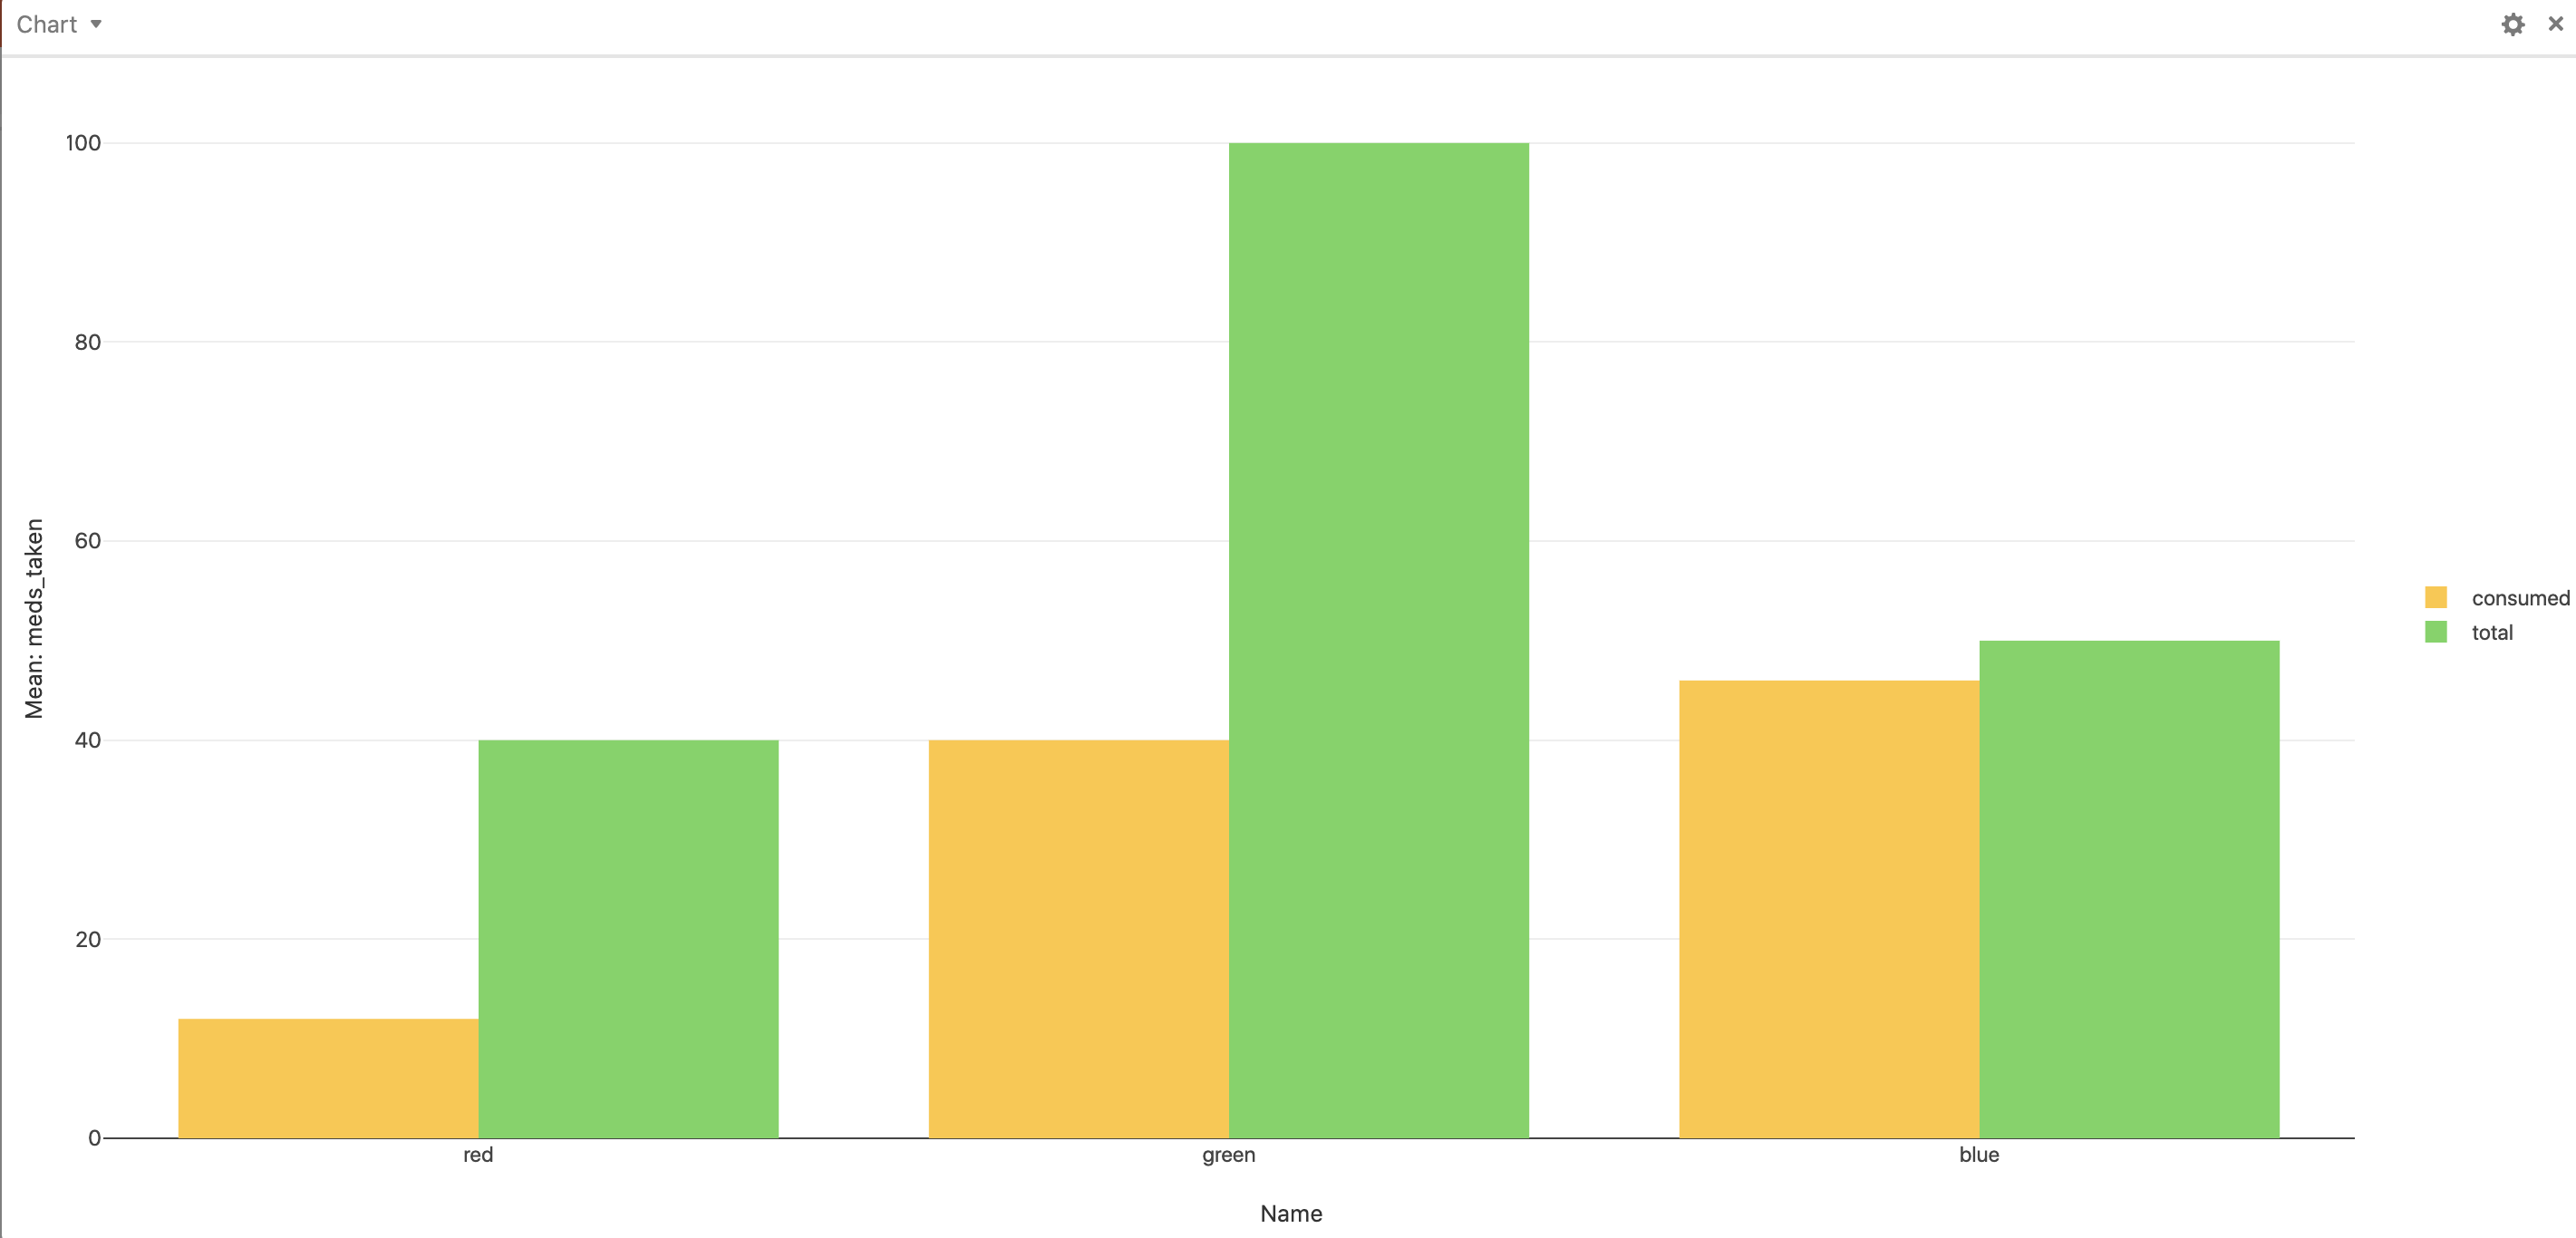 Chart
100
80
60
40
20
0
Mean: meds_taken
red green blue
Name
consumed
total